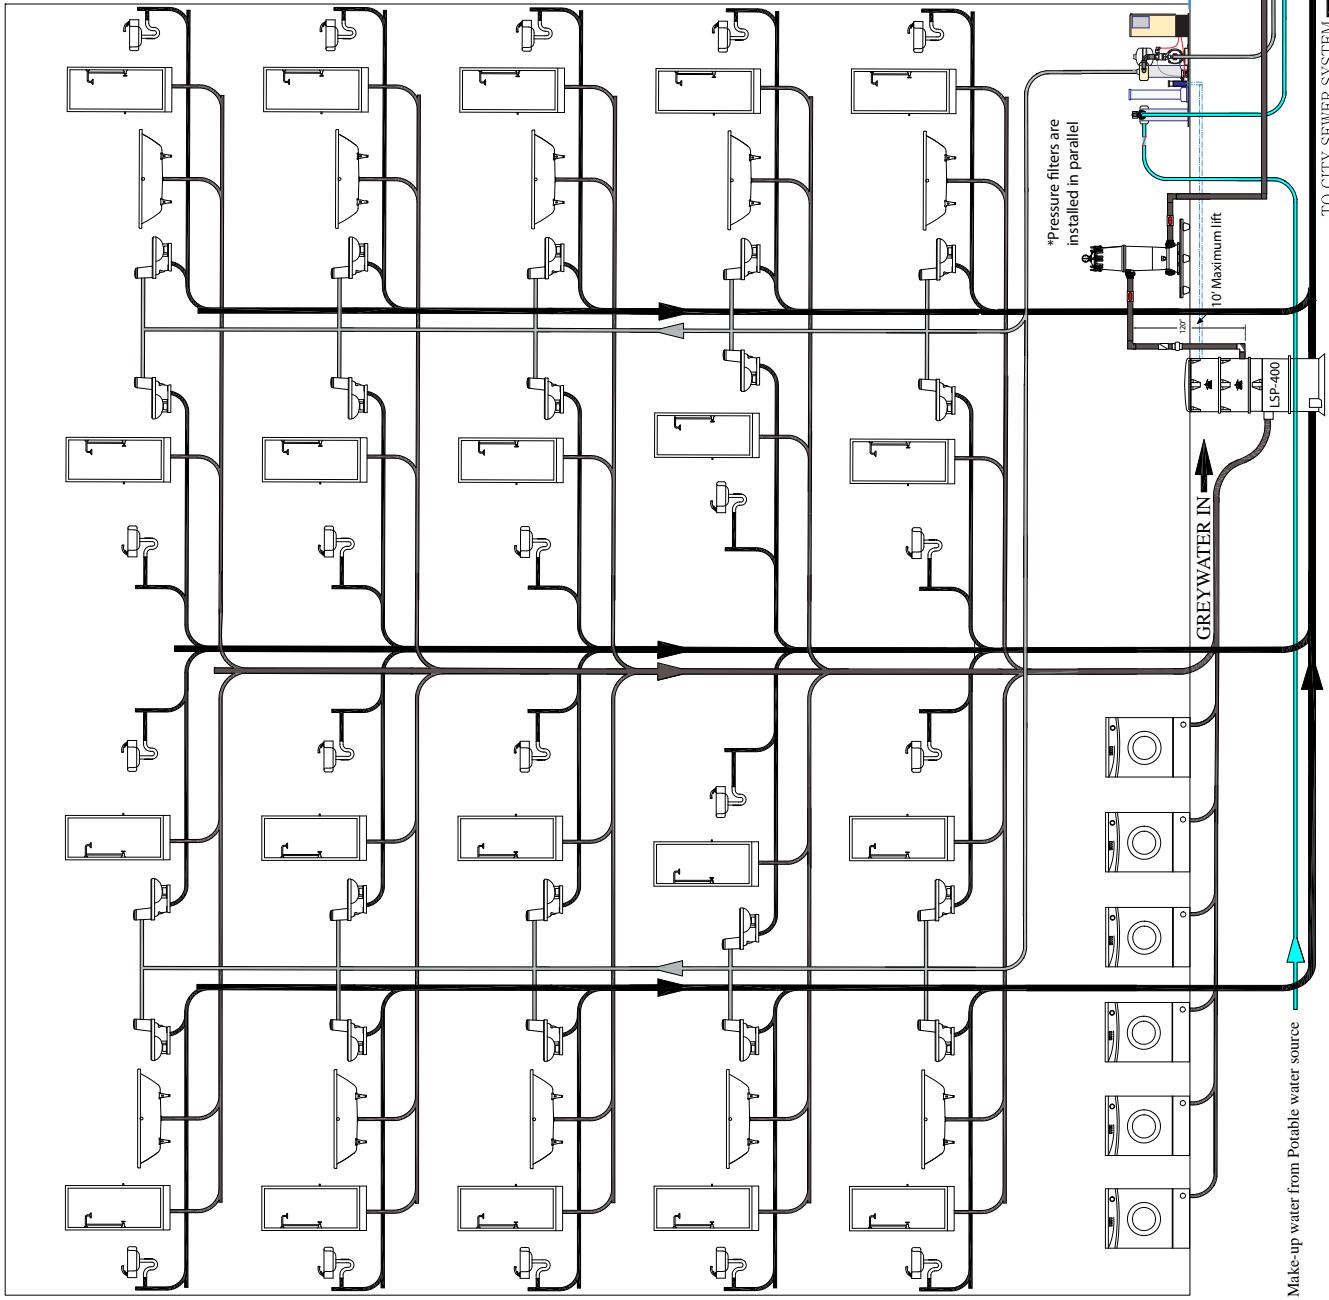 *Pressure filters are
installed in parallel
10' Maximum lift
120"
LSP-400
GREYWATER IN
TO CITY SEWER SYSTEM
Make-up water from Potable water source